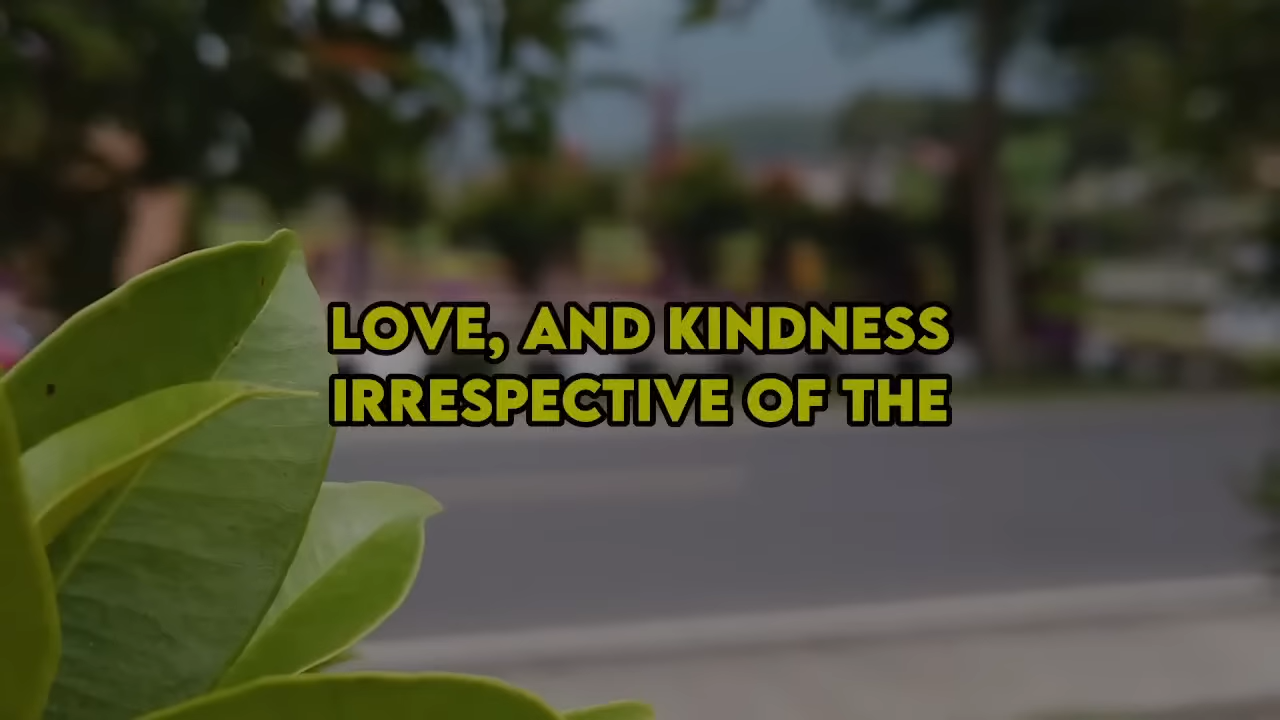 LOVE, AND KINDNESS
IRRESPECTIVE OF THE